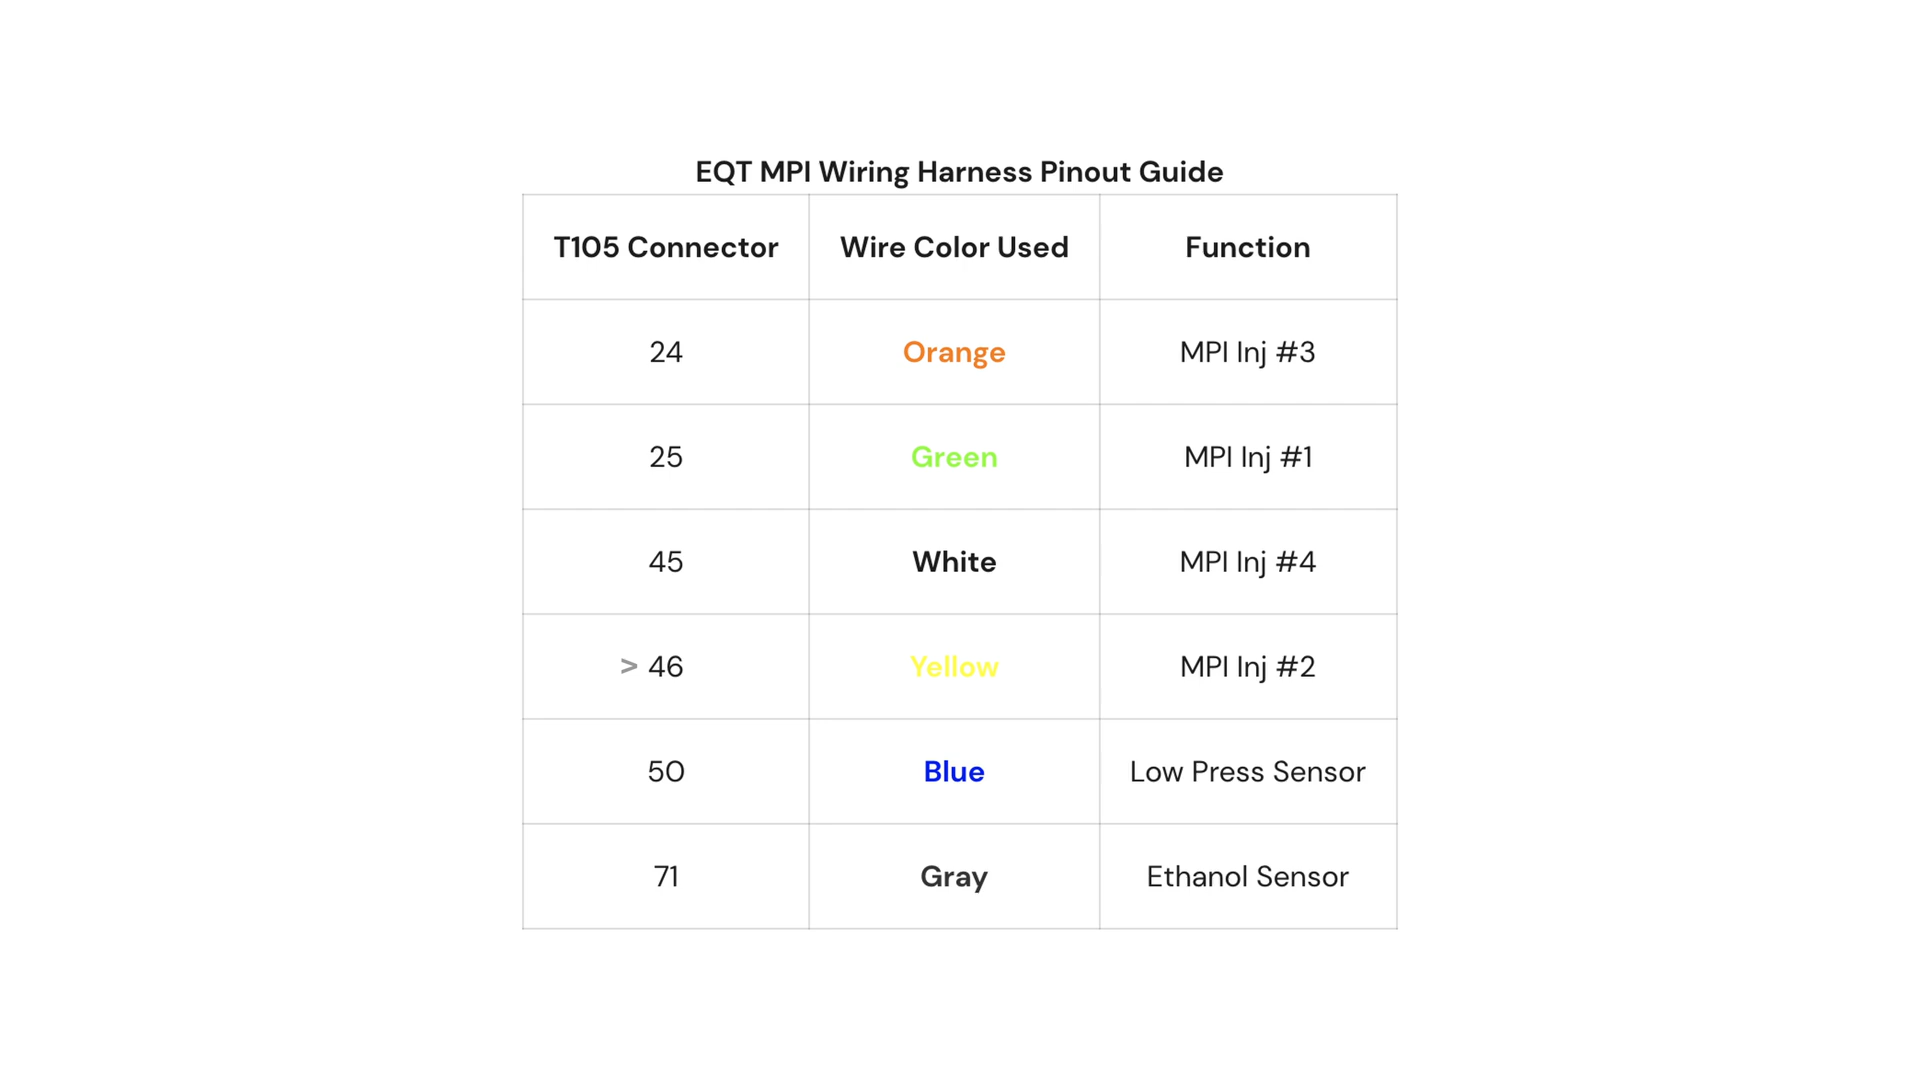 EQT MPI Wiring Harness Pinout Guide
T105 Connector Wire Color Used Function
24 Orange MPI Inj #3
25 Green MPI Inj #1
45 White MPI Inj #4
> 46 Yellow MPI Inj #2
50 Blue Low Press Sensor
71 Gray Ethanol Sensor